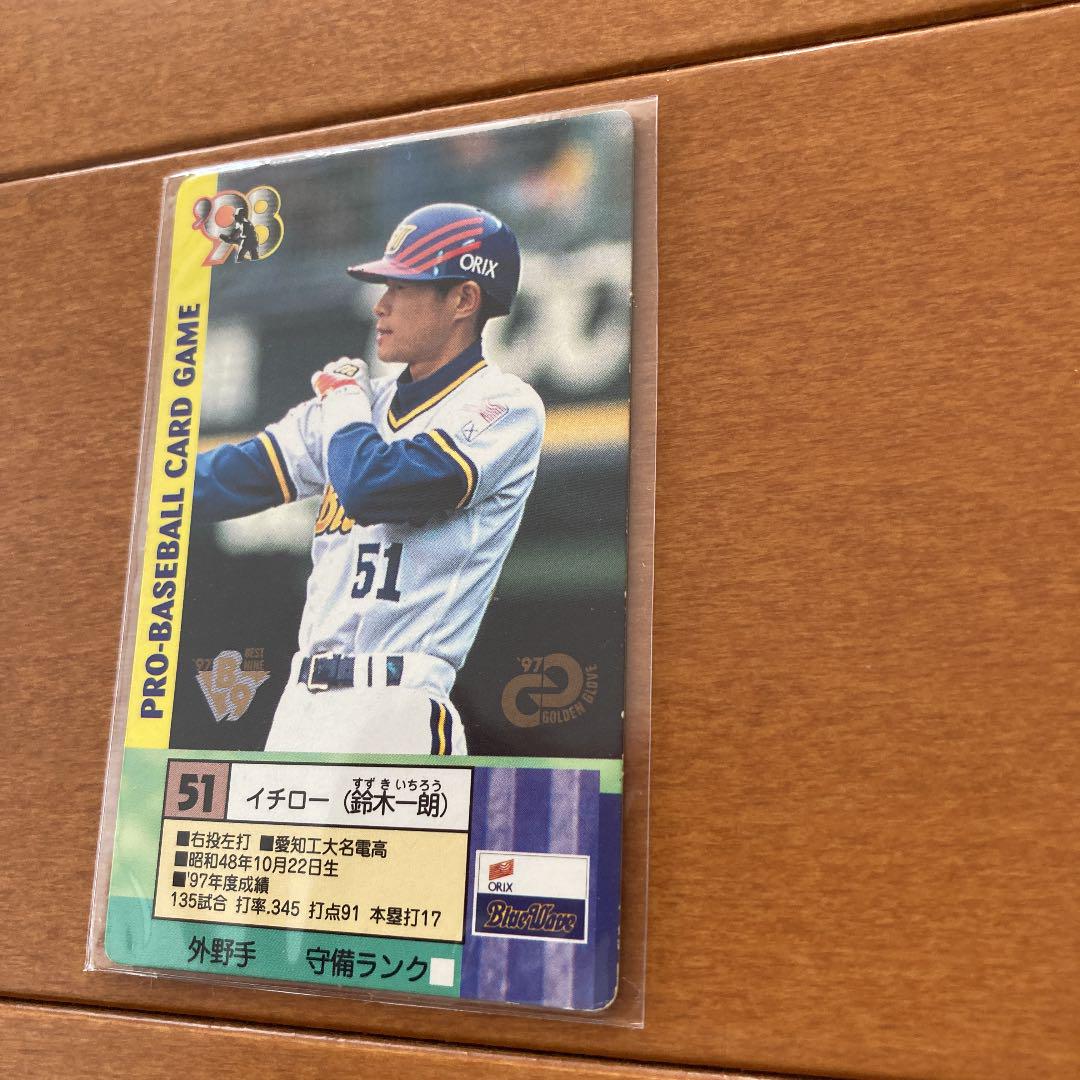 '98
PRO-BASEBALL CARD GAME
ORIX
51
'97
BEST
NINE
'97
GOLDEN GLOVE
51
すずきいちろう
イチロー(鈴木一朗)
■右投左打 ■愛知工大名電高
■昭和48年10月22日生
■'97年度成績
135試合 打率.345 打点91 本塁打17
外野手 守備ランク
ORIX
BlueWave